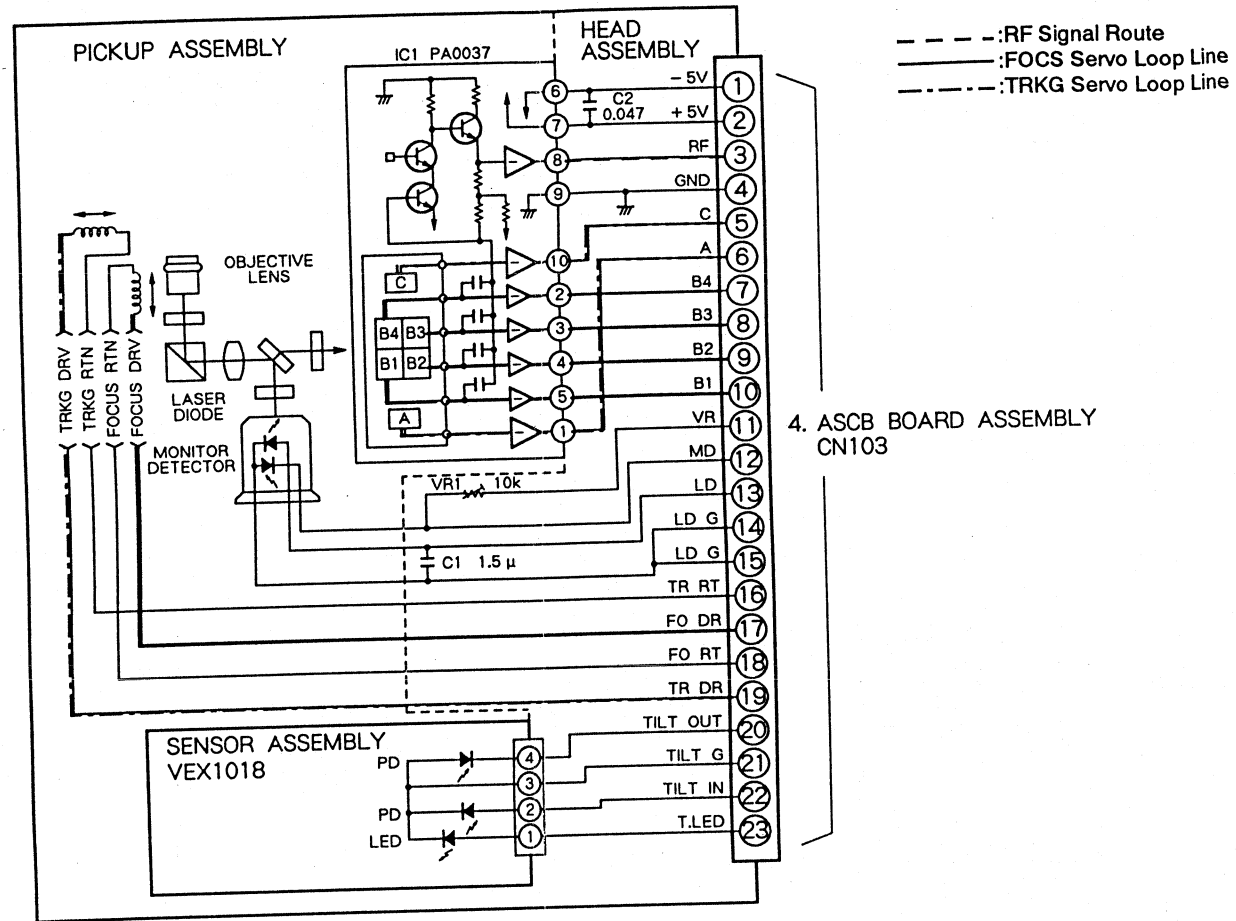 PICKUP ASSEMBLY
HEAD
ASSEMBLY
IC1 PA0037
- - - - -:RF Signal Route
:FOCS Servo Loop Line
:TRKG Servo Loop Line
6
7
8
9
10
2
3
4
5
1
C2
0.047
- 5V
+ 5V
RF
GND
C
A
B4
B3
B2
B1
VR
MD
LD
LD G
LD G
TR RT
FO DR
FO RT
TR DR
TILT OUT
TILT G
TILT IN
T.LED
1
2
3
4
5
6
7
8
9
10
11
12
13
14
15
16
17
18
19
20
21
22
23
4. ASCB BOARD ASSEMBLY
CN103
OBJECTIVE
LENS
LASER
DIODE
MONITOR
DETECTOR
TRKG DRV
TRKG RTN
FOCUS RTN
FOCUS DRV
C
B4 B3
B1 B2
A
VR1 10k
C1 1.5 μ
SENSOR ASSEMBLY
VEX1018
PD
PD
LED
4
3
2
1